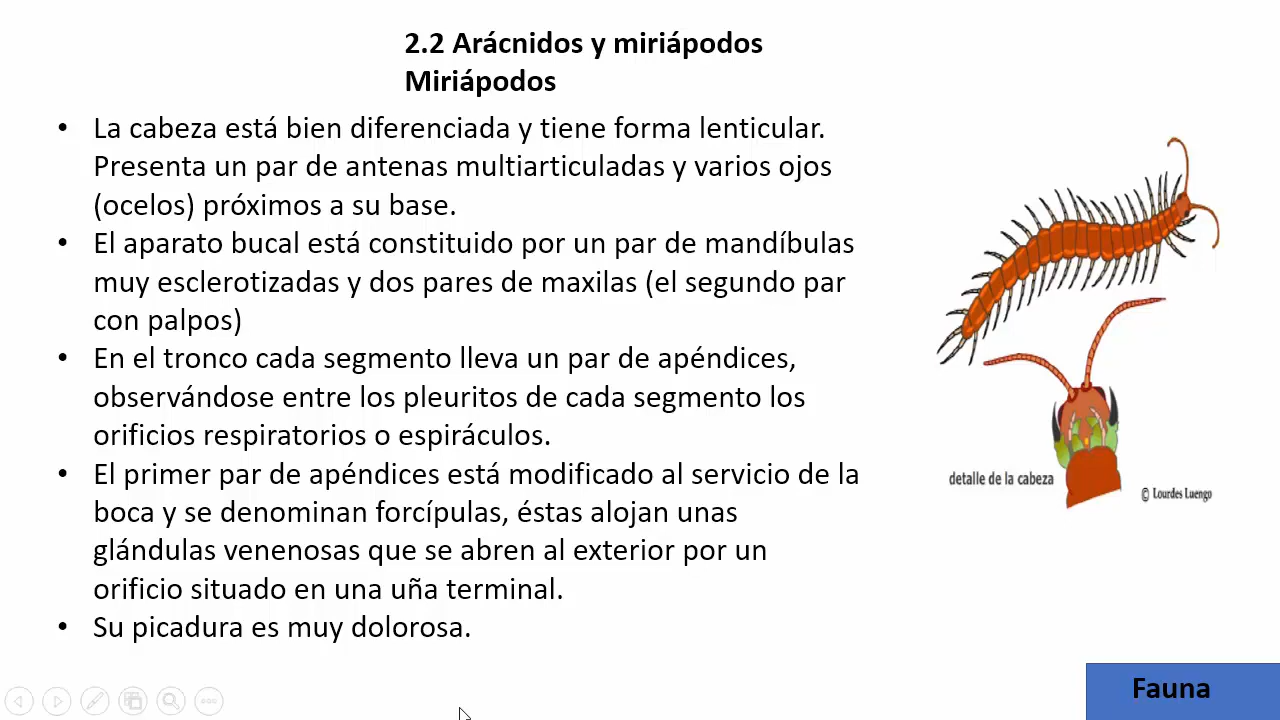 2.2 Arácnidos y miriápodos
Miriápodos
• La cabeza está bien diferenciada y tiene forma lenticular.
Presenta un par de antenas multiarticuladas y varios ojos
(ocelos) próximos a su base.
• El aparato bucal está constituido por un par de mandíbulas
muy esclerotizadas y dos pares de maxilas (el segundo par
con palpos)
• En el tronco cada segmento lleva un par de apéndices,
observándose entre los pleuritos de cada segmento los
orificios respiratorios o espiráculos.
• El primer par de apéndices está modificado al servicio de la
boca y se denominan forcípulas, éstas alojan unas
glándulas venenosas que se abren al exterior por un
orificio situado en una uña terminal.
• Su picadura es muy dolorosa.
detalle de la cabeza
© Lourdes Luengo
Fauna